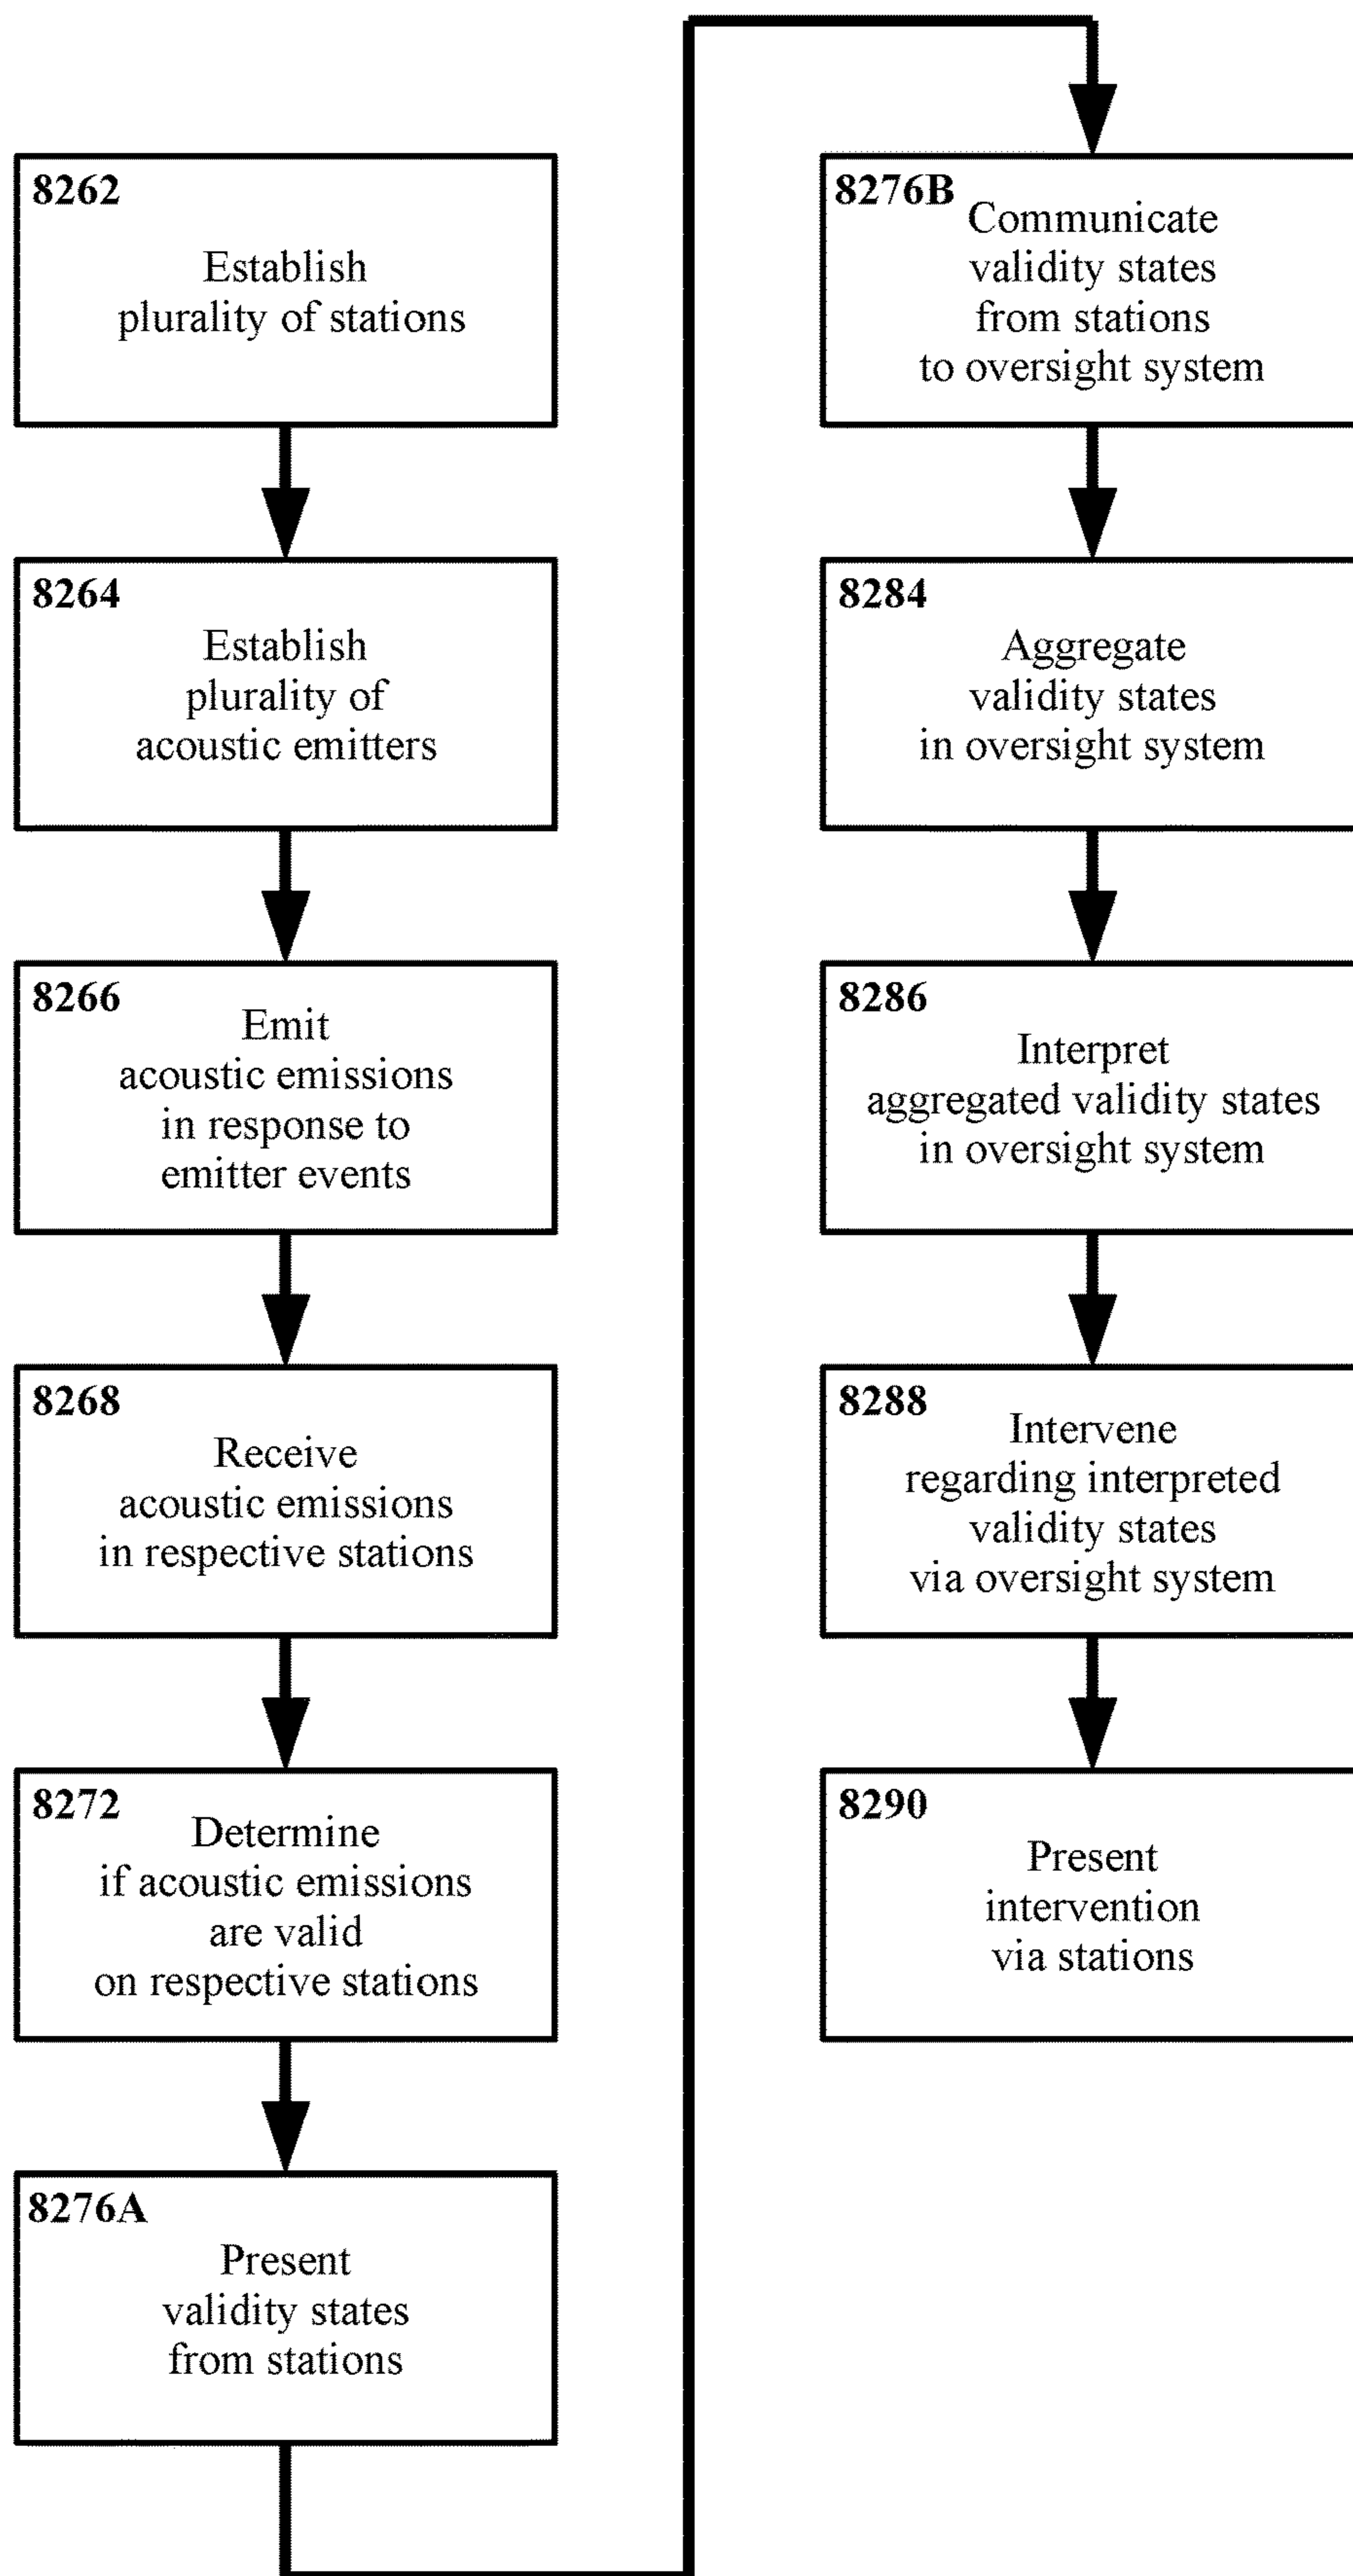 8262
Establish
plurality of stations
8264
Establish
plurality of
acoustic emitters
8266
Emit
acoustic emissions
in response to
emitter events
8268
Receive
acoustic emissions
in respective stations
8272
Determine
if acoustic emissions
are valid
on respective stations
8276A
Present
validity states
from stations
8276B
Communicate
validity states
from stations
to oversight system
8284
Aggregate
validity states
in oversight system
8286
Interpret
aggregated validity states
in oversight system
8288
Intervene
regarding interpreted
validity states
via oversight system
8290
Present
intervention
via stations